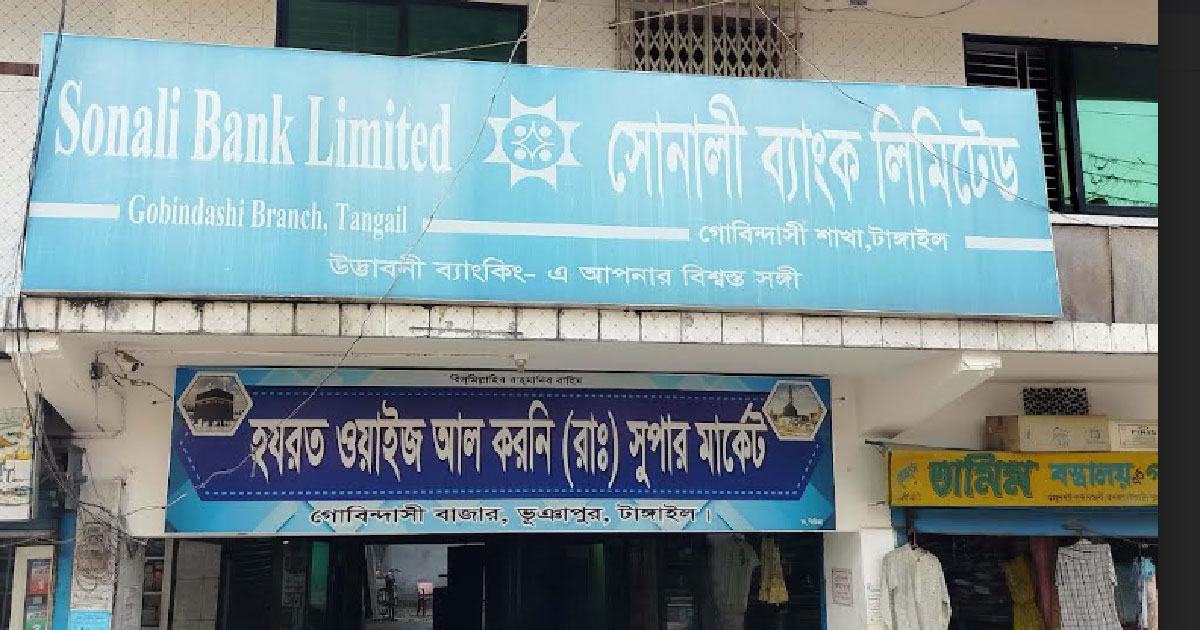 Sonali Bank Limited
সোনালী ব্যাংক লিমিটেড
Gobindashi Branch, Tangail
গোবিন্দাসী শাখা,টাঙ্গাইল
উদ্ভাবনী ব্যাংকিং- এ আপনার বিশ্বস্ত সঙ্গী
বিসমিল্লাহির রাহমানির রাহিম
হযরত ওয়াইজ আল করনি (রাঃ) সুপার মার্কেট
গোবিন্দাসী বাজার, ভূঞাপুর, টাঙ্গাইল।
তামিম বস্ত্রালয়